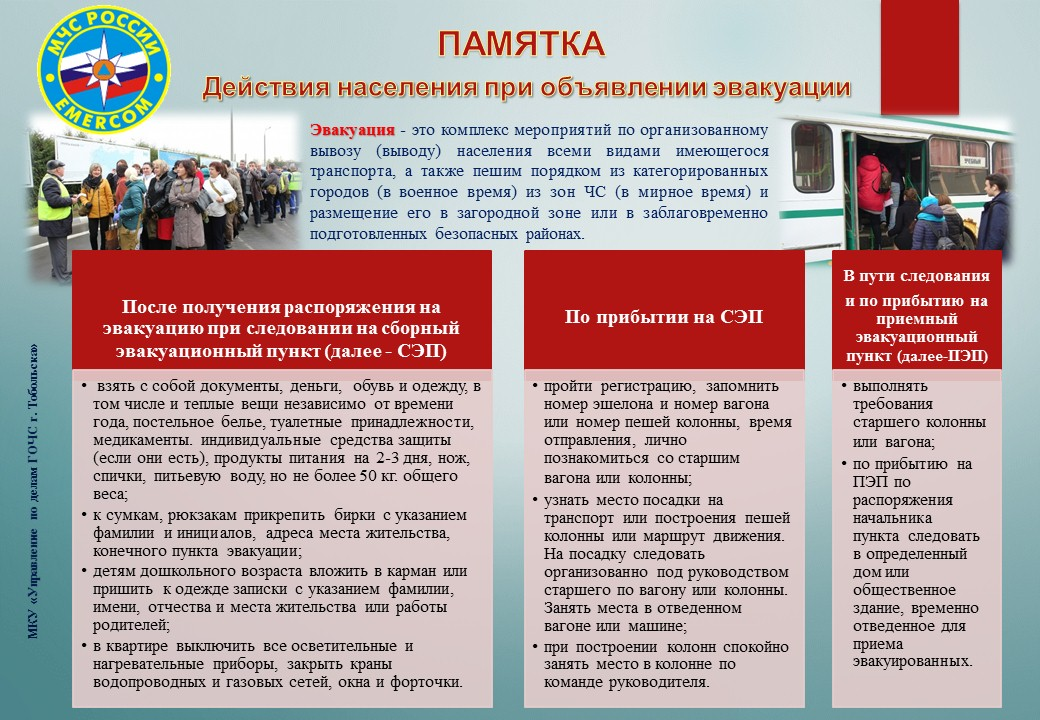 МЧС РОССИИ
EMERCOM
ПАМЯТКА
Действия населения при объявлении эвакуации
Эвакуация - это комплекс мероприятий по организованному
вывозу (выводу) населения всеми видами имеющегося
транспорта, а также пешим порядком из категорированных
городов (в военное время) из зон ЧС (в мирное время) и
размещение его в загородной зоне или в заблаговременно
подготовленных безопасных районах.
После получения распоряжения на
эвакуацию при следовании на сборный
эвакуационный пункт (далее - СЭП)
• взять с собой документы, деньги, обувь и одежду, в
том числе и теплые вещи независимо от времени
года, постельное белье, туалетные принадлежности,
медикаменты. индивидуальные средства защиты
(если они есть), продукты питания на 2-3 дня, нож,
спички, питьевую воду, но не более 50 кг. общего
веса;
• к сумкам, рюкзакам прикрепить бирки с указанием
фамилии и инициалов, адреса места жительства,
конечного пункта эвакуации;
• детям дошкольного возраста вложить в карман или
пришить к одежде записки с указанием фамилии,
имени, отчества и места жительства или работы
родителей;
• в квартире выключить все осветительные и
нагревательные приборы, закрыть краны
водопроводных и газовых сетей, окна и форточки.
По прибытии на СЭП
• пройти регистрацию, запомнить
номер эшелона и номер вагона
или номер пешей колонны, время
отправления, лично
познакомиться со старшим
вагона или колонны;
• узнать место посадки на
транспорт или построения пешей
колонны или маршрут движения.
На посадку следовать
организованно под руководством
старшего по вагону или колонны.
Занять места в отведенном
вагоне или машине;
• при построении колонн спокойно
занять место в колонне по
команде руководителя.
В пути следования
и по прибытию на
приемный
эвакуационный
пункт (далее-ПЭП)
• выполнять
требования
старшего колонны
или вагона;
• по прибытию на
ПЭП по
распоряжения
начальника
пункта следовать
в определенный
дом или
общественное
здание, временно
отведенное для
приема
эвакуированных.
МКУ «Управление по делам ГОЧС г. Тобольска»